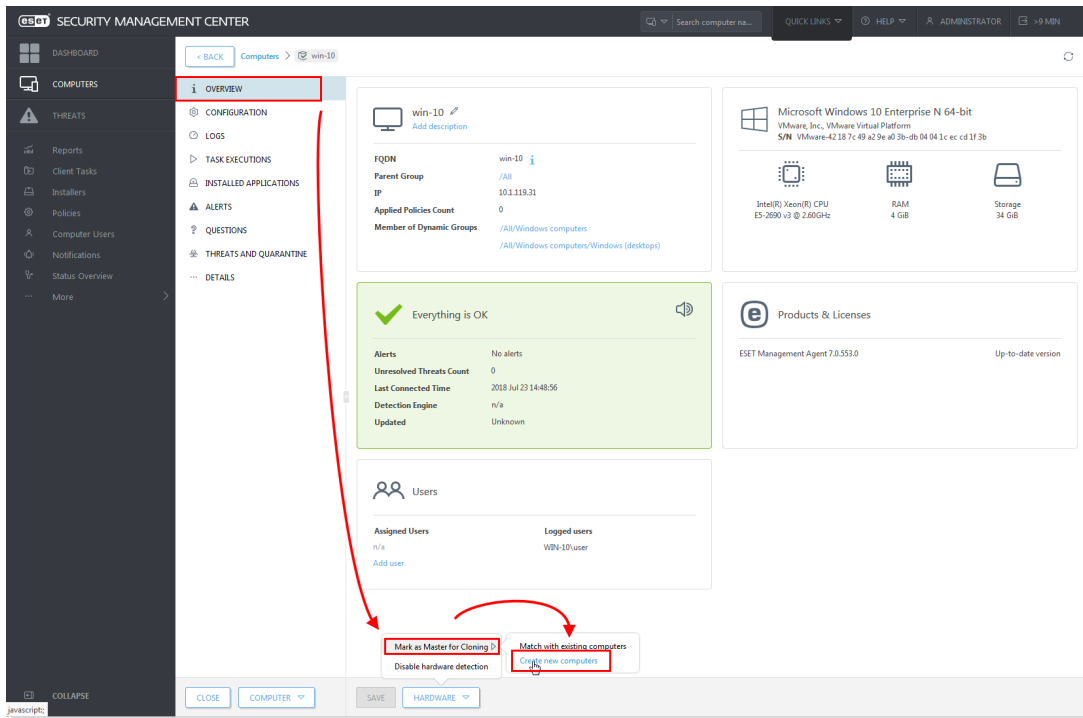 eset SECURITY MANAGEMENT CENTER
Search computer na...
QUICK LINKS
HELP
ADMINISTRATOR
>9 MIN
DASHBOARD
COMPUTERS
THREATS
Reports
Client Tasks
Installers
Policies
Computer Users
Notifications
Status Overview
More
COLLAPSE
javascript:;
< BACK
Computers > win-10
OVERVIEW
CONFIGURATION
LOGS
TASK EXECUTIONS
INSTALLED APPLICATIONS
ALERTS
QUESTIONS
THREATS AND QUARANTINE
DETAILS
win-10
Add description
FQDN win-10
Parent Group /All
IP 10.1.119.31
Applied Policies Count 0
Member of Dynamic Groups /All/Windows computers
/All/Windows computers/Windows (desktops)
Microsoft Windows 10 Enterprise N 64-bit
VMware, Inc., VMware Virtual Platform
S/N VMware-42 18 7c 49 a2 9e a0 3b-db 04 04 1c ec cd 1f 3b
Intel(R) Xeon(R) CPU
E5-2690 v3 @ 2.60GHz
RAM
4 GiB
Storage
34 GiB
Everything is OK
Alerts No alerts
Unresolved Threats Count 0
Last Connected Time 2018 Jul 23 14:48:56
Detection Engine n/a
Updated Unknown
e Products & Licenses
ESET Management Agent 7.0.553.0 Up-to-date version
Users
Assigned Users Logged users
n/a WIN-10\user
Add user
Mark as Master for Cloning
Disable hardware detection
Match with existing computers
Create new computers
CLOSE
COMPUTER
SAVE
HARDWARE